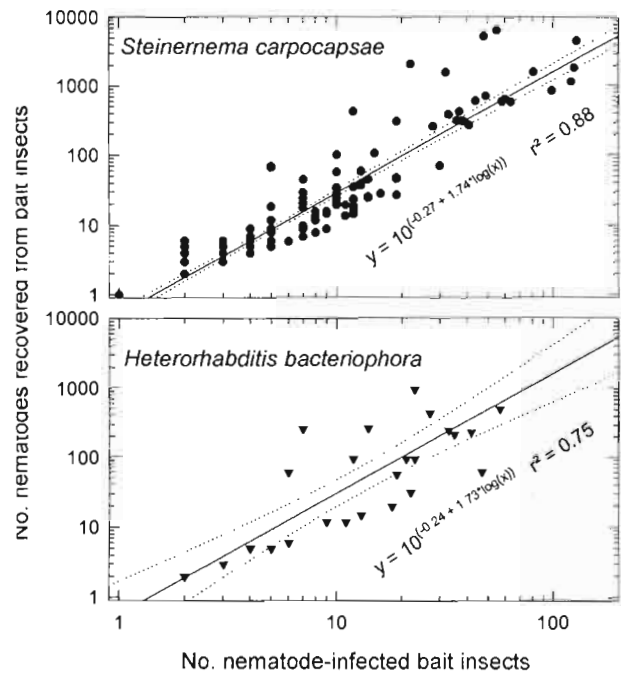 No. nematodes recovered from bait insects
10000
Steinernema carpocapsae
1000
100
10
1
y = 10^(-0.27 + 1.74*log(x))
r² = 0.88
10000
Heterorhabditis bacteriophora
1000
100
10
1
y = 10^(-0.24 + 1 73*log(x))
r² = 0.75
1
10
100
No. nematode-infected bait insects